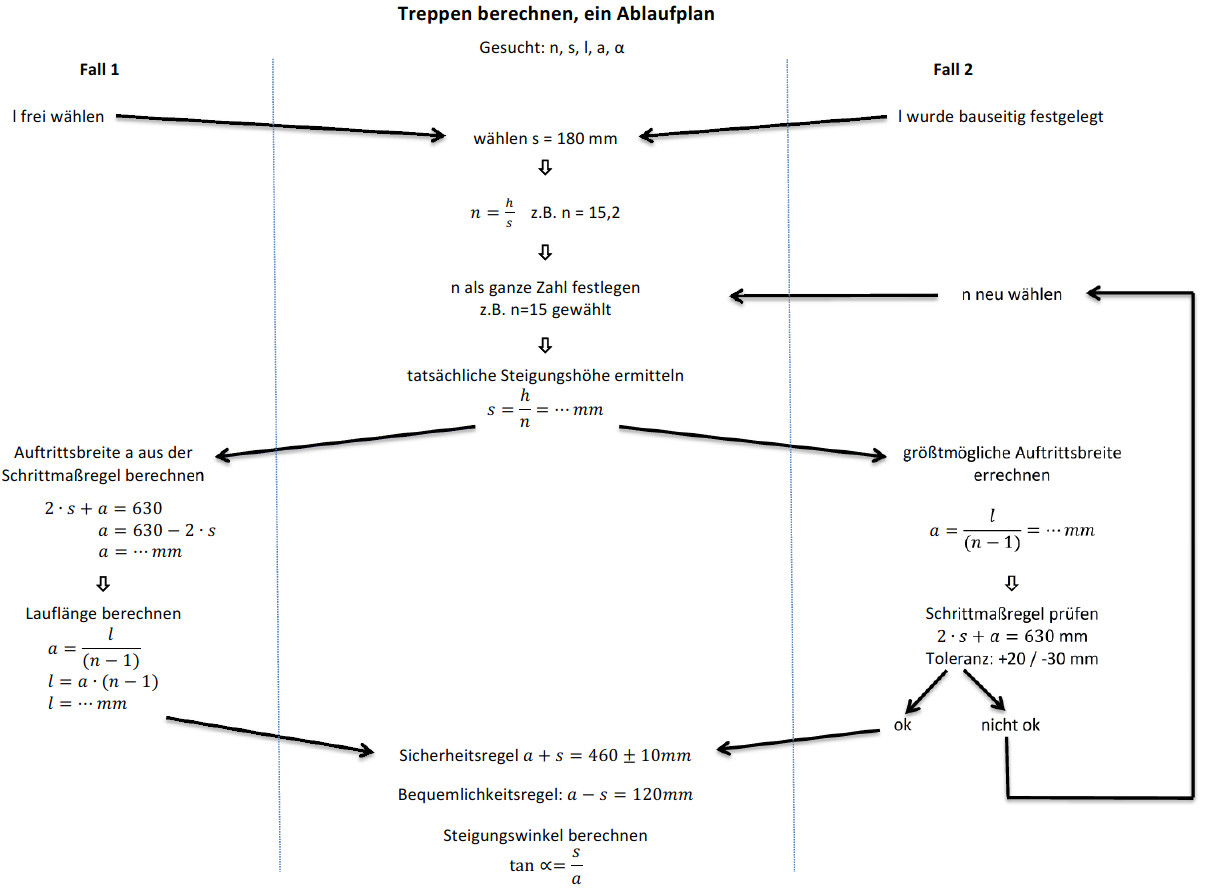 Treppen berechnen, ein Ablaufplan
Gesucht: n, s, l, a, α
Fall 1
Fall 2
l frei wählen
l wurde bauseitig festgelegt
wählen s = 180 mm
⇩
n = h/s z.B. n = 15,2
⇩
n als ganze Zahl festlegen
z.B. n=15 gewählt
n neu wählen
⇩
tatsächliche Steigungshöhe ermitteln
s = h/n = ⋯ mm
Auftrittsbreite a aus der
Schrittmaßregel berechnen
2 · s + a = 630
a = 630 − 2 · s
a = ⋯ mm
⇩
Lauflänge berechnen
a = l/(n − 1)
l = a · (n − 1)
l = ⋯ mm
größtmögliche Auftrittsbreite
errechnen
a = l/(n − 1) = ⋯ mm
⇩
Schrittmaßregel prüfen
2 · s + a = 630 mm
Toleranz: +20 / -30 mm
ok
nicht ok
Sicherheitsregel a + s = 460 ± 10mm
Bequemlichkeitsregel: a − s = 120mm
Steigungswinkel berechnen
tan ∝= s/a